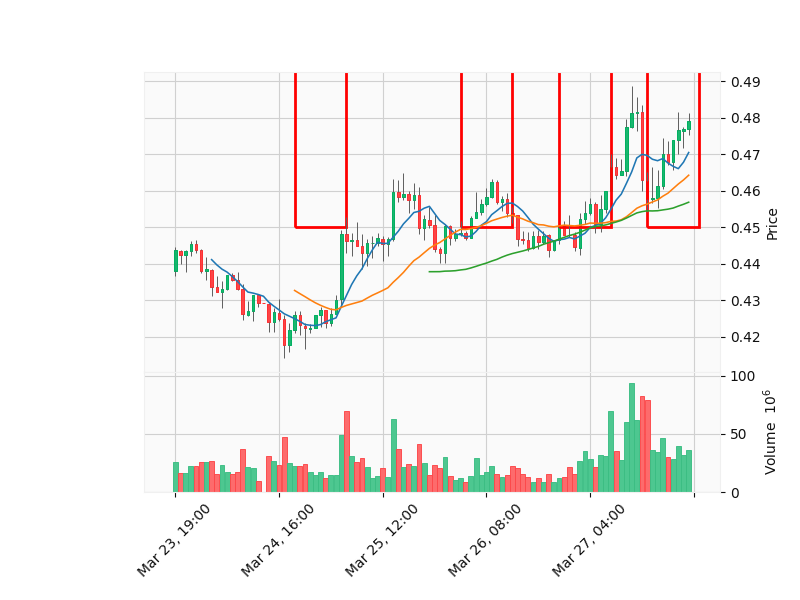 0.49
0.48
0.47
0.46
0.45
0.44
0.43
0.42
Price
100
50
0
Volume 10^6
Mar 23, 19:00
Mar 24, 16:00
Mar 25, 12:00
Mar 26, 08:00
Mar 27, 04:00